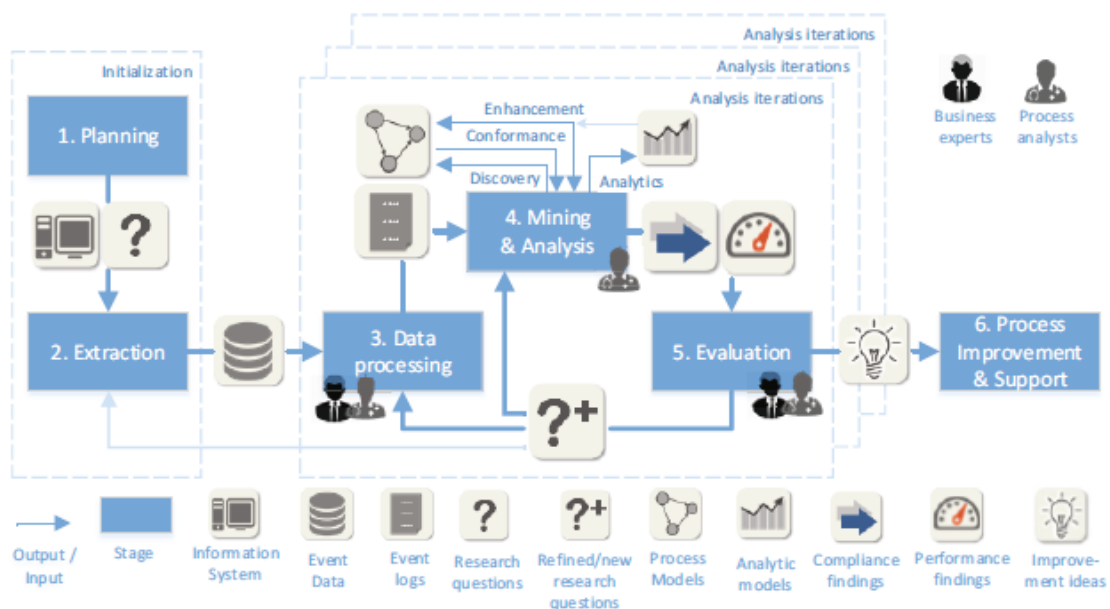 Analysis iterations
Analysis iterations
Analysis iterations
Initialization
Business
experts
Process
analysts
1. Planning
?
2. Extraction
Enhancement
Conformance
Discovery
Analytics
4. Mining
& Analysis
3. Data
processing
5. Evaluation
6. Process
Improvement
& Support
?+
Output /
Input
Stage
Information
System
Event
Data
Event
logs
?
Research
questions
?+
Refined/new
research
questions
Process
Models
Analytic
models
Compliance
findings
Performance
findings
Improve-
ment ideas